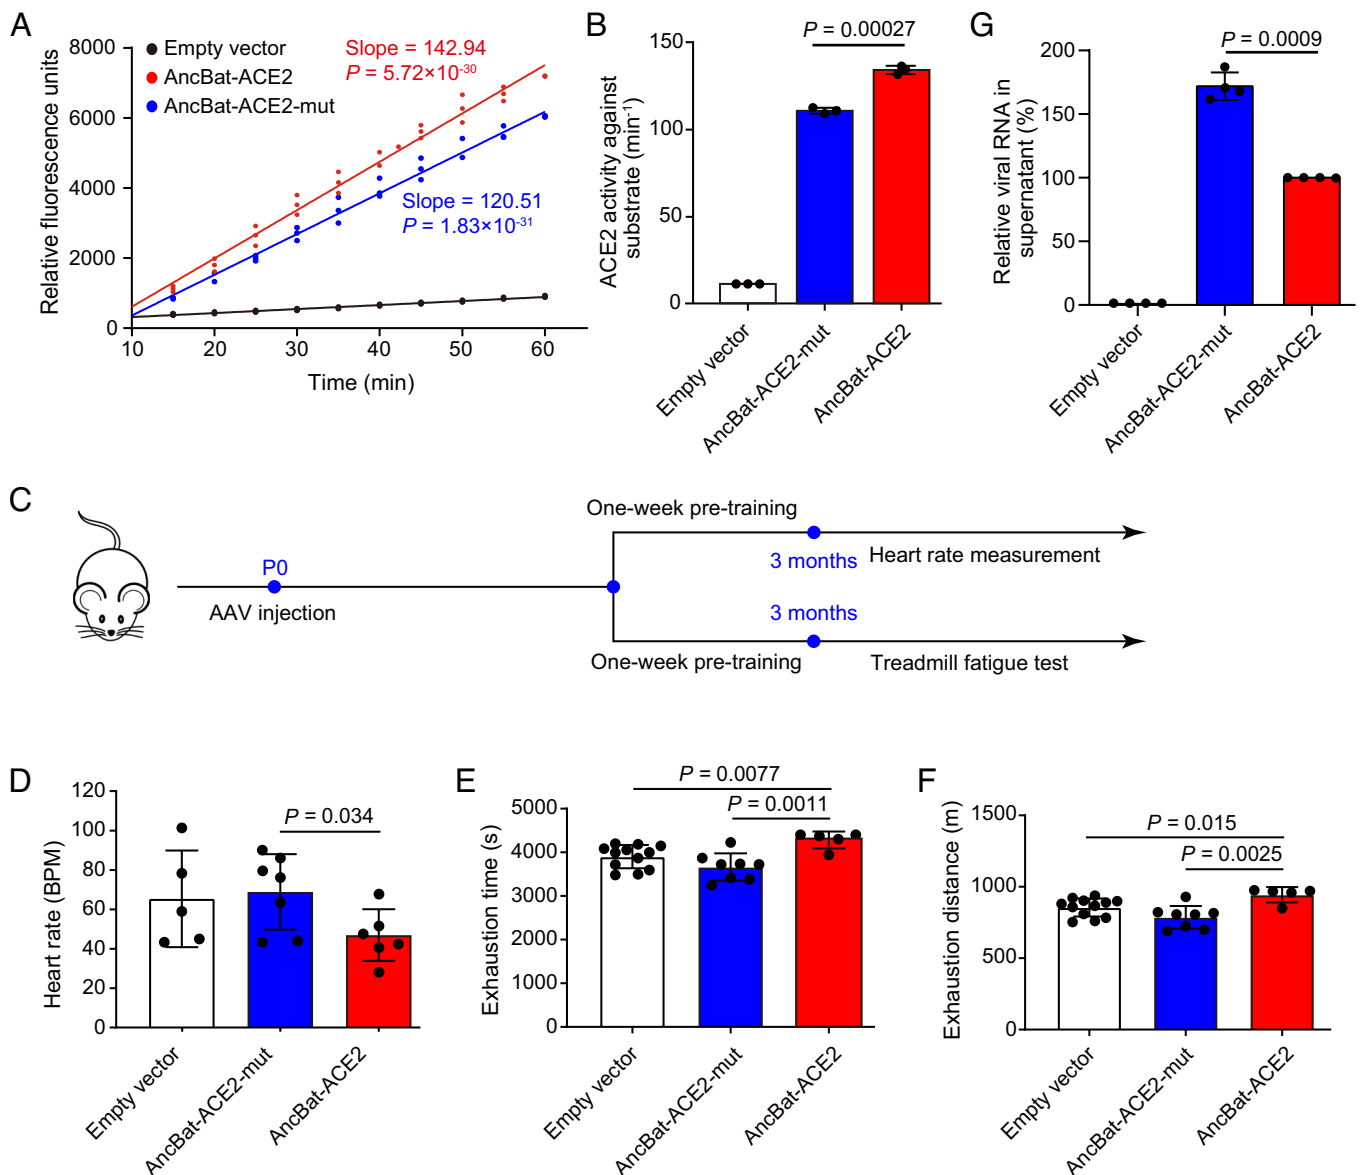 A
Relative fluorescence units
8000
6000
4000
2000
0
10
20
30
40
50
60
Time (min)
Empty vector
AncBat-ACE2
AncBat-ACE2-mut
Slope = 142.94
P = 5.72×10⁻³⁰
Slope = 120.51
P = 1.83×10⁻³¹
B
ACE2 activity against
substrate (min⁻¹)
150
100
50
0
P = 0.00027
Empty vector
AncBat-ACE2-mut
AncBat-ACE2
G
Relative viral RNA in
supernatant (%)
200
150
100
50
0
P = 0.0009
Empty vector
AncBat-ACE2-mut
AncBat-ACE2
C
P0
AAV injection
One-week pre-training
3 months
Heart rate measurement
3 months
One-week pre-training
Treadmill fatigue test
D
Heart rate (BPM)
120
100
80
60
40
20
0
P = 0.034
Empty vector
AncBat-ACE2-mut
AncBat-ACE2
E
Exhaustion time (s)
5000
4000
3000
2000
1000
0
P = 0.0077
P = 0.0011
Empty vector
AncBat-ACE2-mut
AncBat-ACE2
F
Exhaustion distance (m)
1500
1000
500
0
P = 0.015
P = 0.0025
Empty vector
AncBat-ACE2-mut
AncBat-ACE2